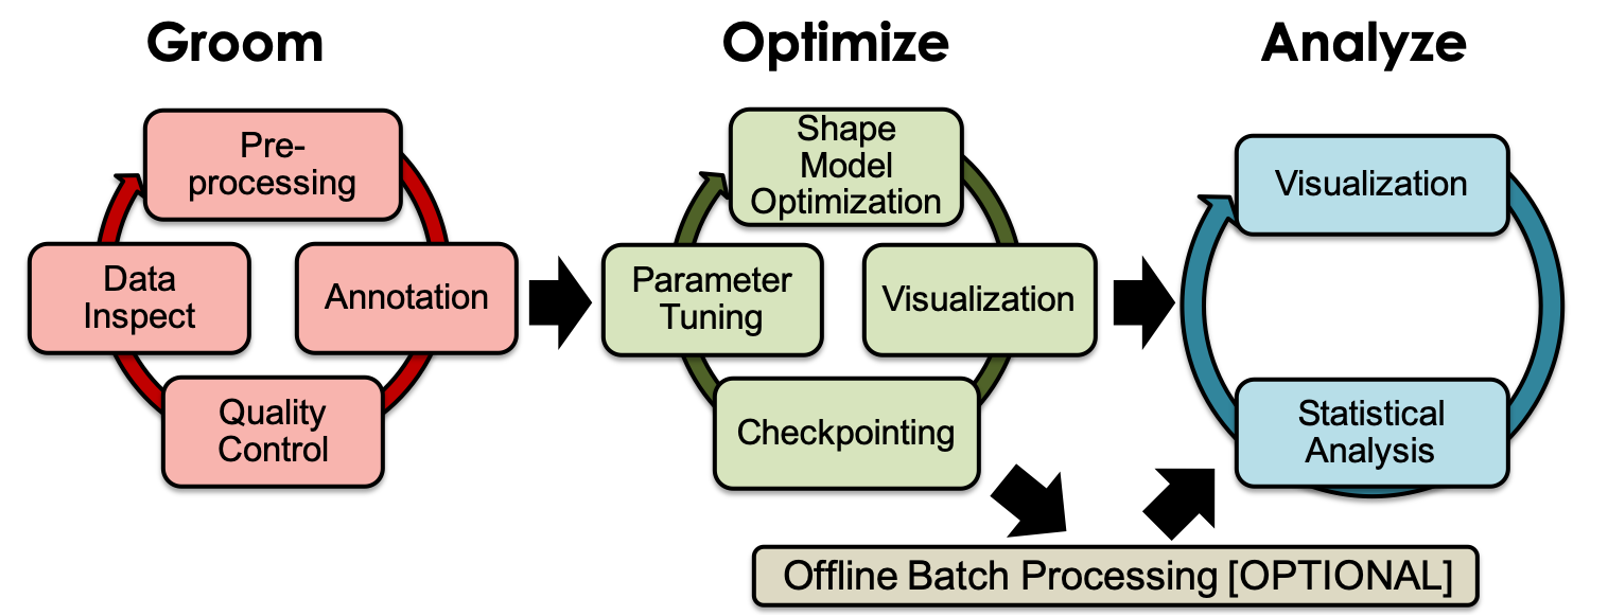 Groom
Optimize
Analyze
Pre-
processing
Data
Inspect
Annotation
Quality
Control
Shape
Model
Optimization
Parameter
Tuning
Visualization
Checkpointing
Visualization
Statistical
Analysis
Offline Batch Processing [OPTIONAL]